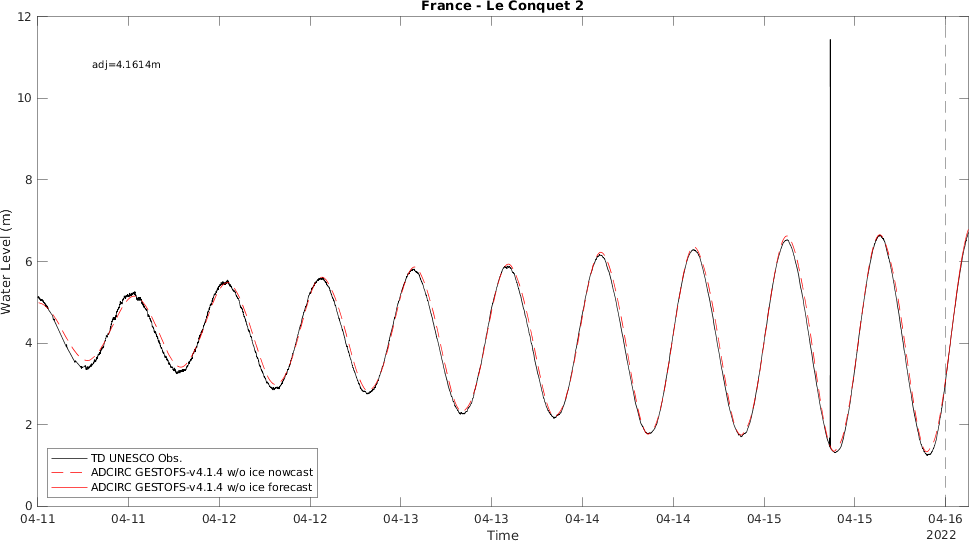 France - Le Conquet 2
adj=4.1614m
Water Level (m)
12
10
8
6
4
2
0
TD UNESCO Obs.
ADCIRC GESTOFS-v4.1.4 w/o ice nowcast
ADCIRC GESTOFS-v4.1.4 w/o ice forecast
04-11 04-11 04-12 04-12 04-13 04-13 04-14 04-14 04-15 04-15 04-16
Time
2022